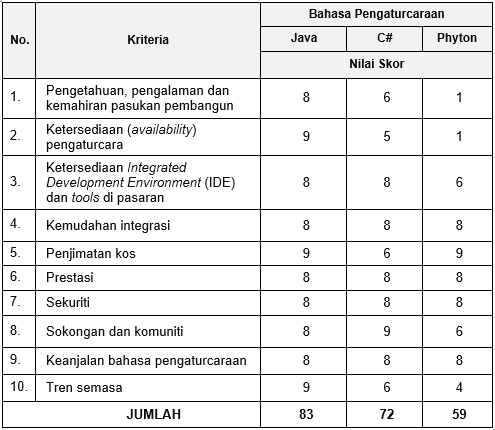 No. Kriteria Bahasa Pengaturcaraan
Java C# Phyton
Nilai Skor
1. Pengetahuan, pengalaman dan
kemahiran pasukan pembangun 8 6 1
2. Ketersediaan (availability)
pengaturcara 9 5 1
3. Ketersediaan Integrated
Development Environment (IDE)
dan tools di pasaran 8 8 6
4. Kemudahan integrasi 8 8 8
5. Penjimatan kos 9 6 9
6. Prestasi 8 8 8
7. Sekuriti 8 8 8
8. Sokongan dan komuniti 8 9 6
9. Keanjalan bahasa pengaturcaraan 8 8 8
10. Tren semasa 9 6 4
JUMLAH 83 72 59